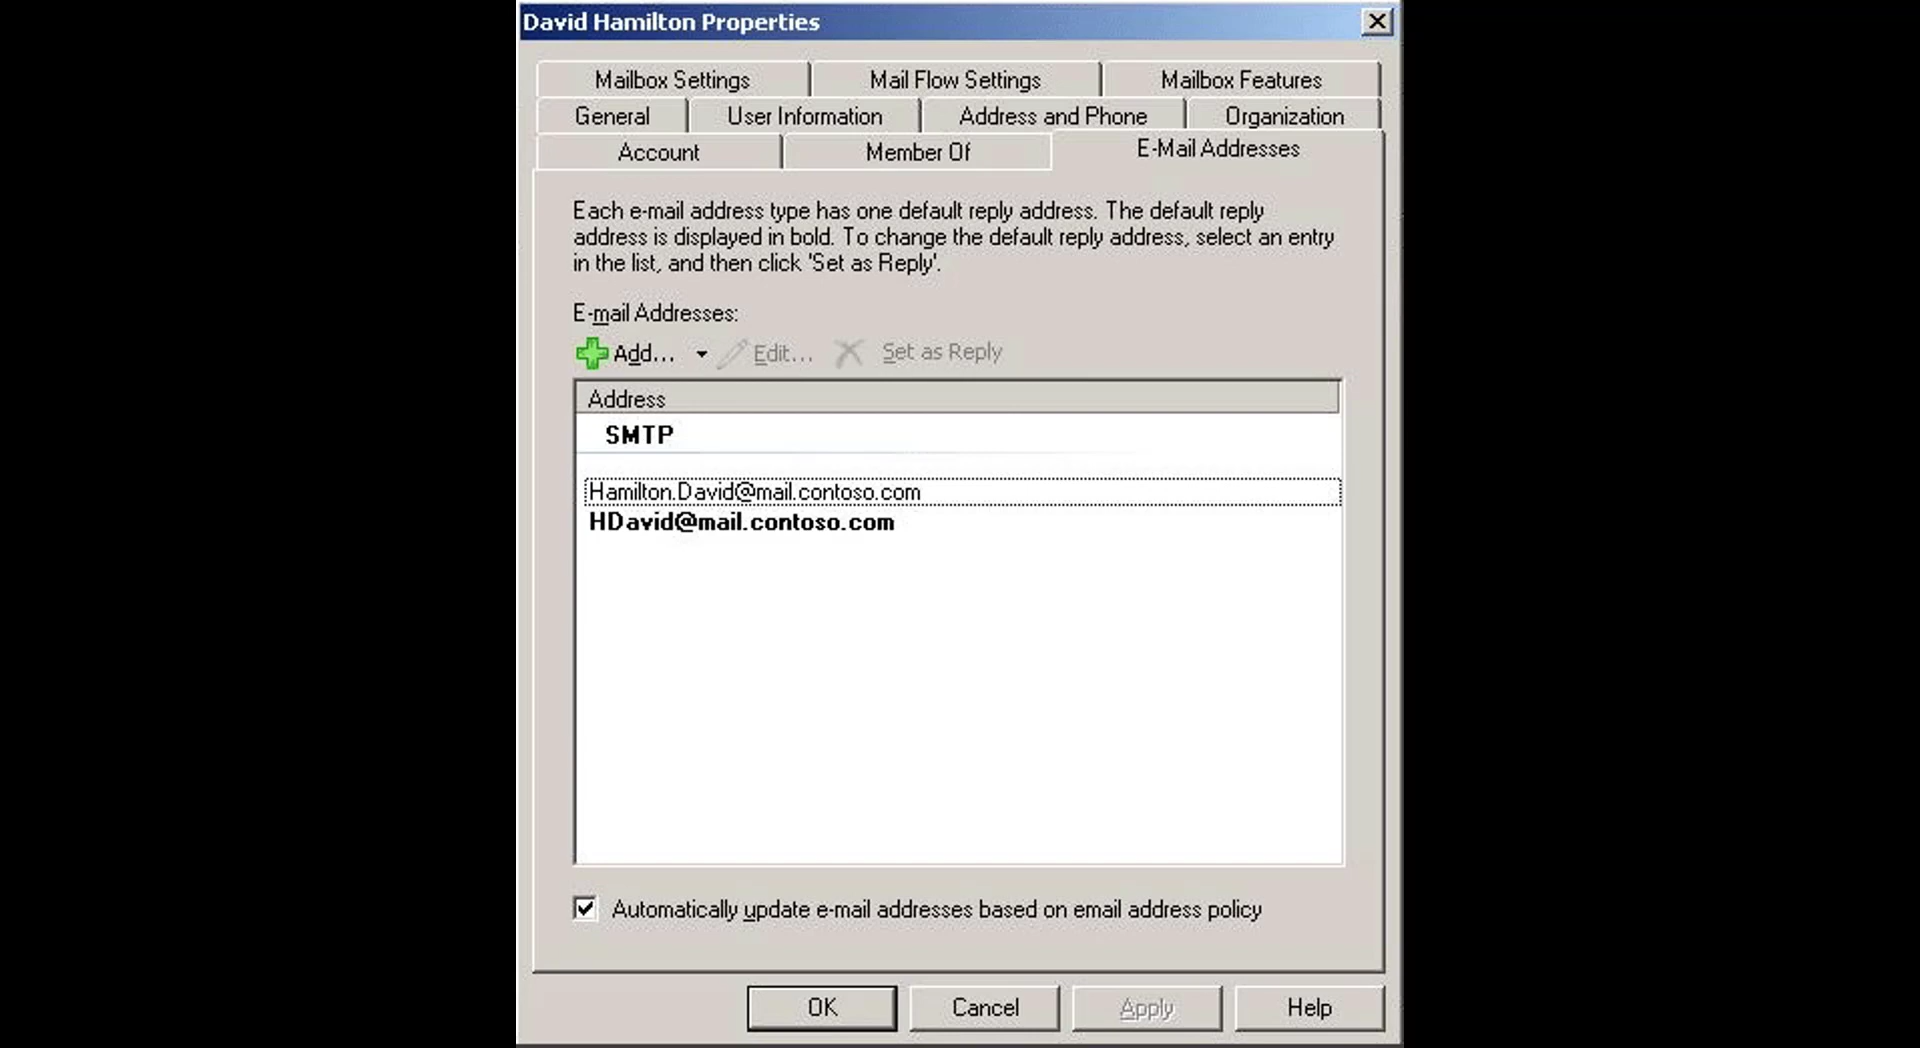 David Hamilton Properties
Mailbox Settings Mail Flow Settings Mailbox Features
General User Information Address and Phone Organization
Account Member Of E-Mail Addresses
Each e-mail address type has one default reply address. The default reply
address is displayed in bold. To change the default reply address, select an entry
in the list, and then click 'Set as Reply'.
E-mail Addresses:
Add... Edit... Set as Reply
Address
SMTP
Hamilton.David@mail.contoso.com
HDavid@mail.contoso.com
Automatically update e-mail addresses based on email address policy
OK Cancel Apply Help